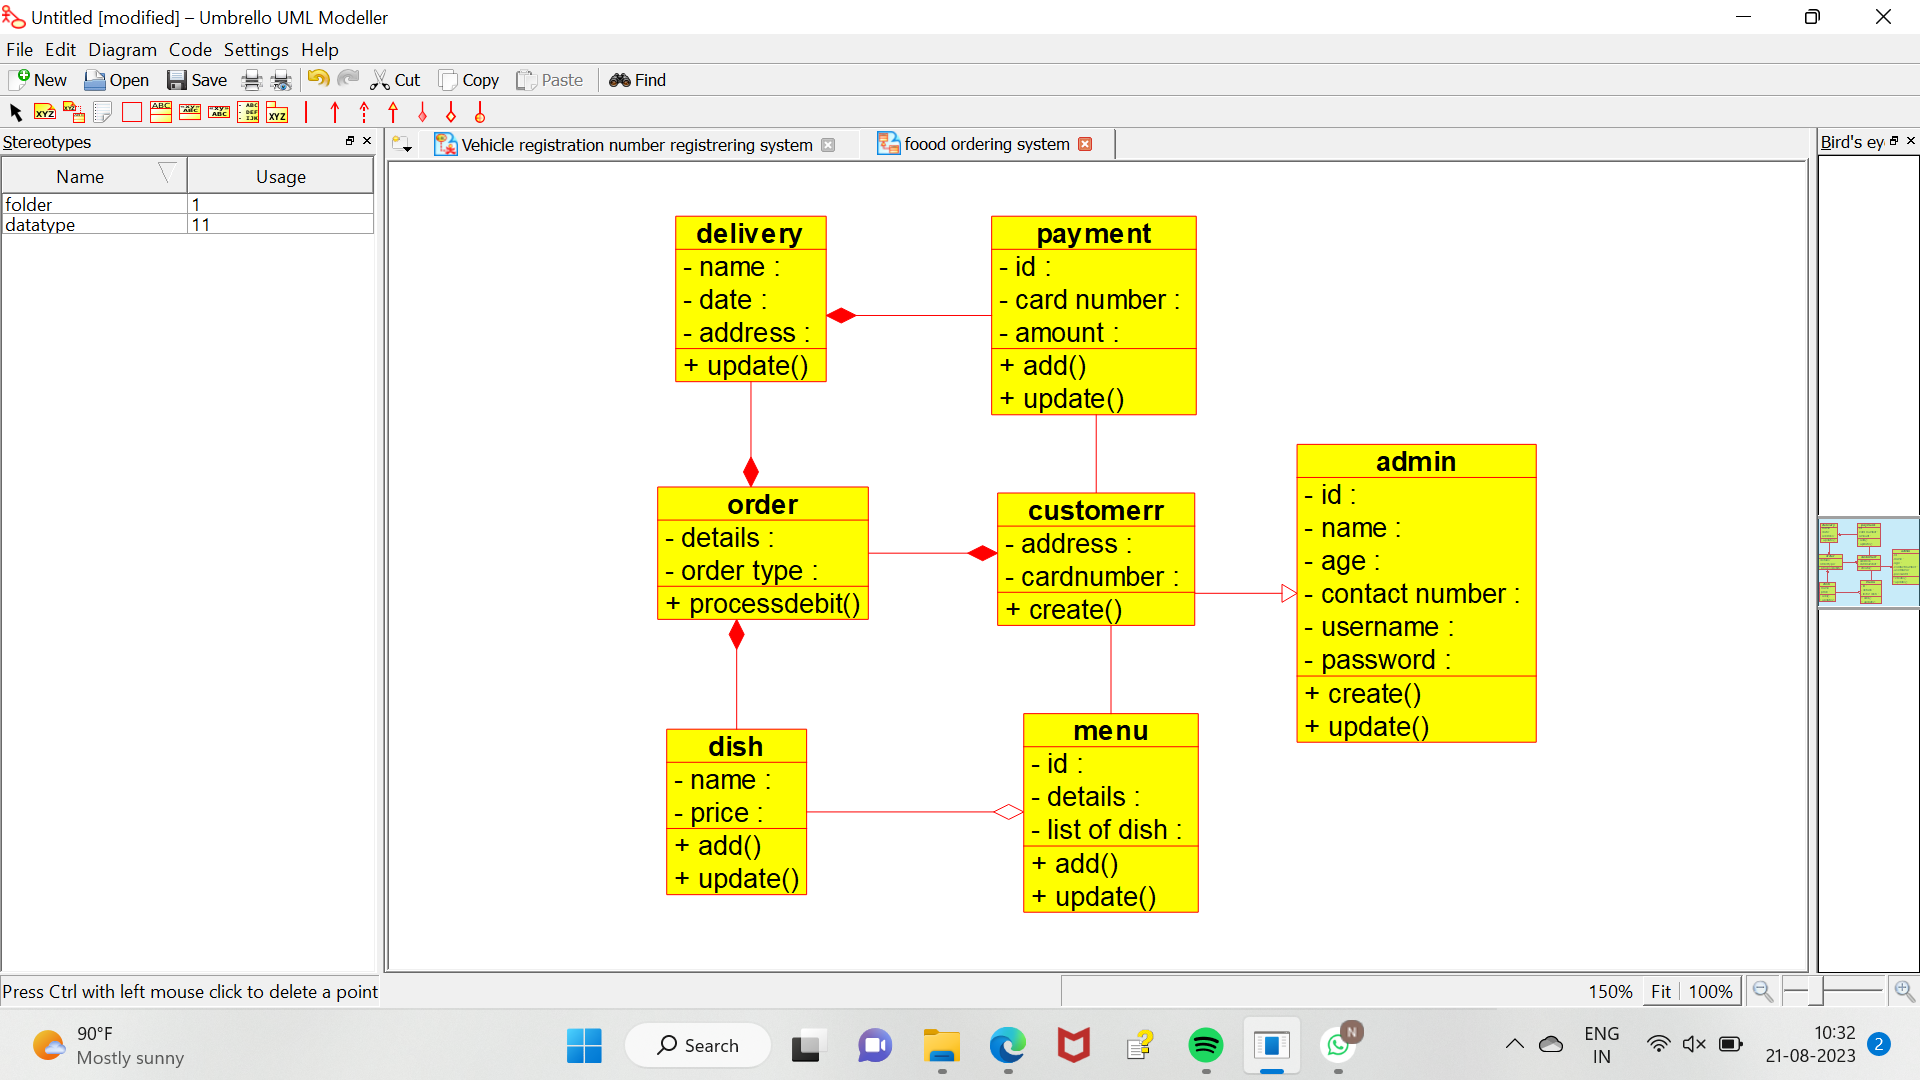 Untitled [modified] – Umbrello UML Modeller
File Edit Diagram Code Settings Help
New Open Save Cut Copy Paste Find
Stereotypes
Name Usage
folder 1
datatype 11
Vehicle registration number registrering system
foood ordering system
Bird's ey
delivery
- name :
- date :
- address :
+ update()
payment
- id :
- card number :
- amount :
+ add()
+ update()
order
- details :
- order type :
+ processdebit()
customerr
- address :
- cardnumber :
+ create()
admin
- id :
- name :
- age :
- contact number :
- username :
- password :
+ create()
+ update()
dish
- name :
- price :
+ add()
+ update()
menu
- id :
- details :
- list of dish :
+ add()
+ update()
Press Ctrl with left mouse click to delete a point
150% Fit 100%
90°F
Mostly sunny
Search
N
ENG
IN
10:32
21-08-2023
2